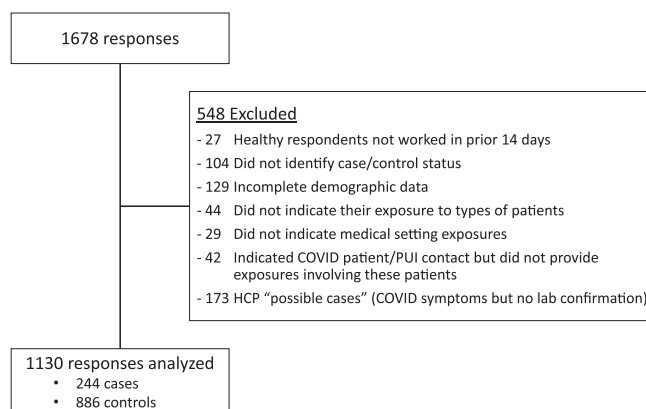 1678 responses
548 Excluded
- 27 Healthy respondents not worked in prior 14 days
- 104 Did not identify case/control status
- 129 Incomplete demographic data
- 44 Did not indicate their exposure to types of patients
- 29 Did not indicate medical setting exposures
- 42 Indicated COVID patient/PUI contact but did not provide
exposures involving these patients
- 173 HCP “possible cases” (COVID symptoms but no lab confirmation)
1130 responses analyzed
• 244 cases
• 886 controls